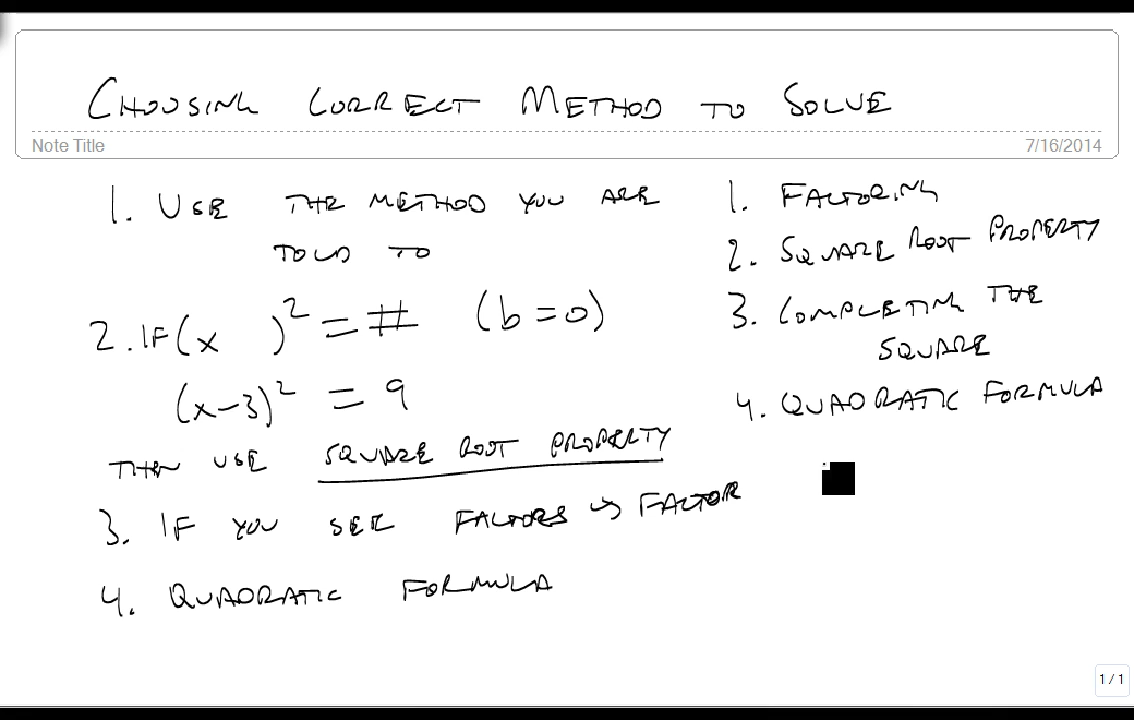 CHOOSING CORRECT METHOD TO SOLVE
Note Title
7/16/2014
1. USE THE METHOD YOU ARE
TOLD TO
2. IF (x )² = # (b=0)
(x-3)² = 9
THEN USE SQUARE ROOT PROPERTY
3. IF YOU SEE FACTORS → FACTOR
4. QUADRATIC FORMULA
1. FACTORING
2. SQUARE ROOT PROPERTY
3. COMPLETING THE
SQUARE
4. QUADRATIC FORMULA
1 / 1